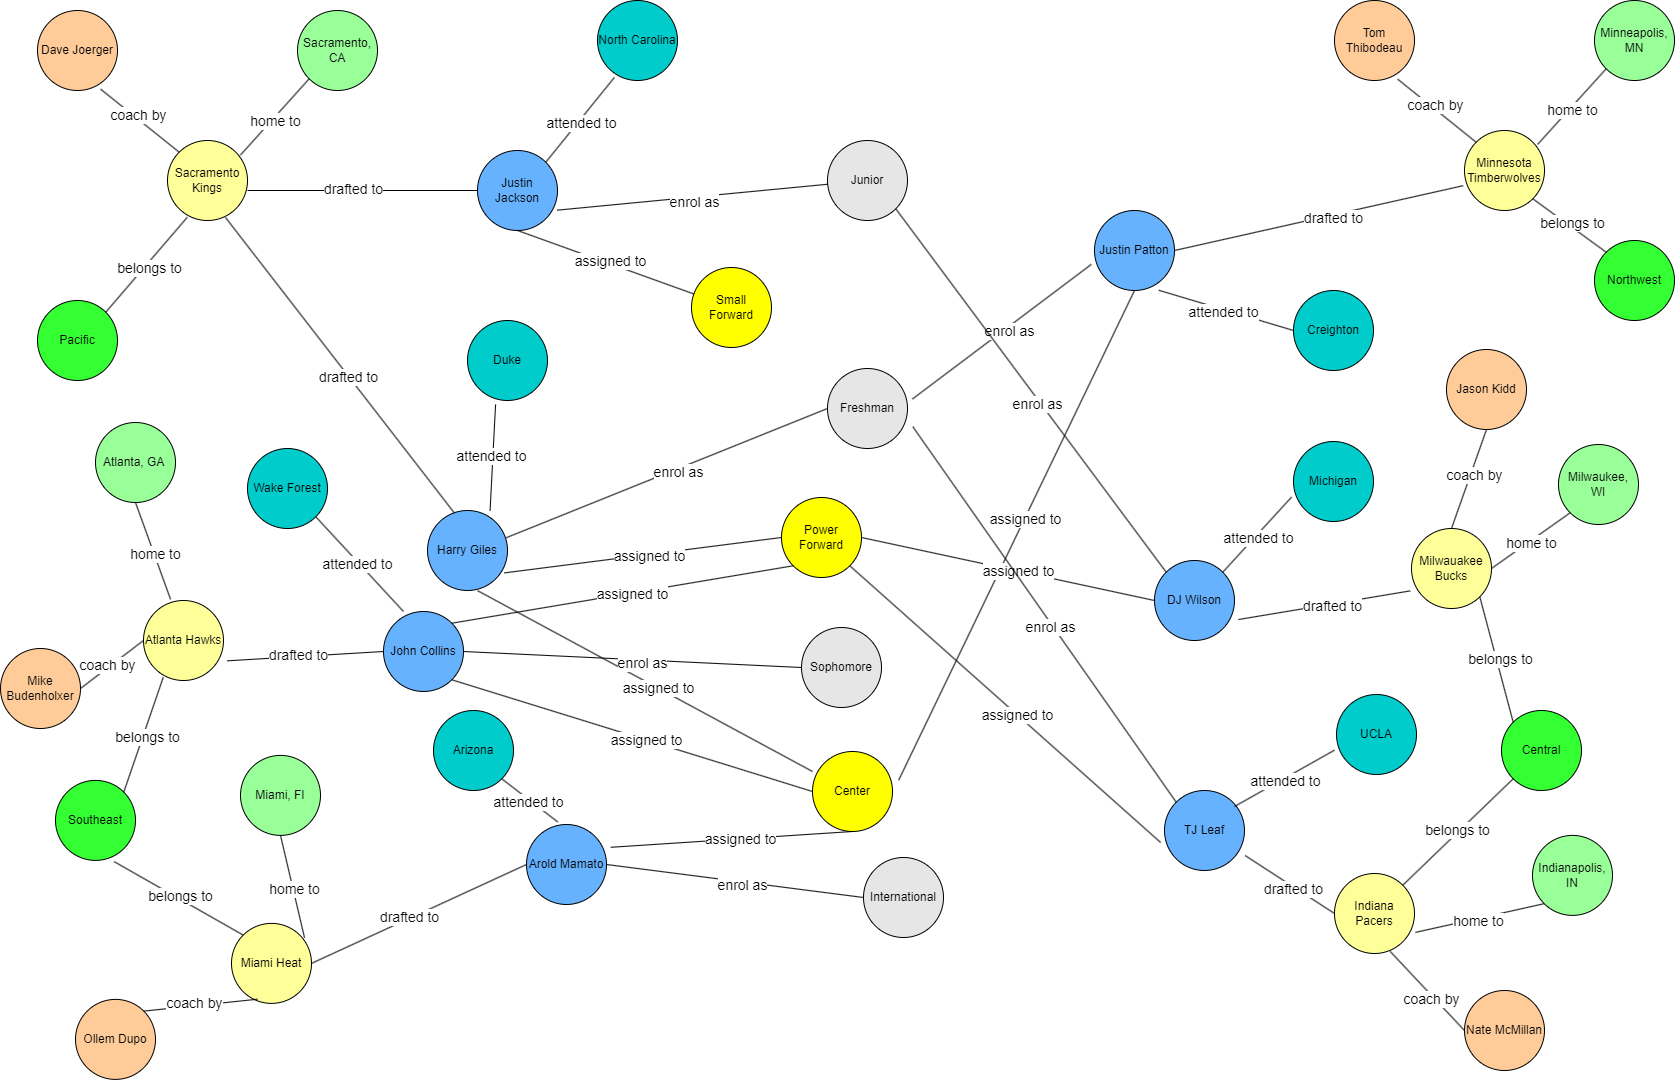 Dave Joerger
Sacramento,
CA
North Carolina
Tom
Thibodeau
Minneapolis,
MN
coach by
home to
attended to
coach by
home to
Sacramento
Kings
drafted to
Justin
Jackson
enrol as
Junior
Minnesota
Timberwolves
drafted to
belongs to
Justin Patton
belongs to
assigned to
Small
Forward
Northwest
attended to
Creighton
Pacific
Duke
enrol as
drafted to
Jason Kidd
Freshman
enrol as
Atlanta, GA
Wake Forest
attended to
enrol as
Michigan
coach by
Milwaukee,
WI
home to
attended to
Harry Giles
assigned to
Power
Forward
assigned to
assigned to
attended to
home to
Milwauakee
Bucks
assigned to
DJ Wilson
drafted to
Atlanta Hawks
coach by
drafted to
John Collins
enrol as
Sophomore
enrol as
belongs to
Mike
Budenholxer
assigned to
belongs to
assigned to
Arizona
assigned to
UCLA
Central
Southeast
Miami, Fl
attended to
Center
attended to
assigned to
TJ Leaf
belongs to
belongs to
home to
Arold Mamato
enrol as
International
drafted to
Indianapolis,
IN
drafted to
Indiana
Pacers
home to
Miami Heat
coach by
coach by
Ollem Dupo
Nate McMillan